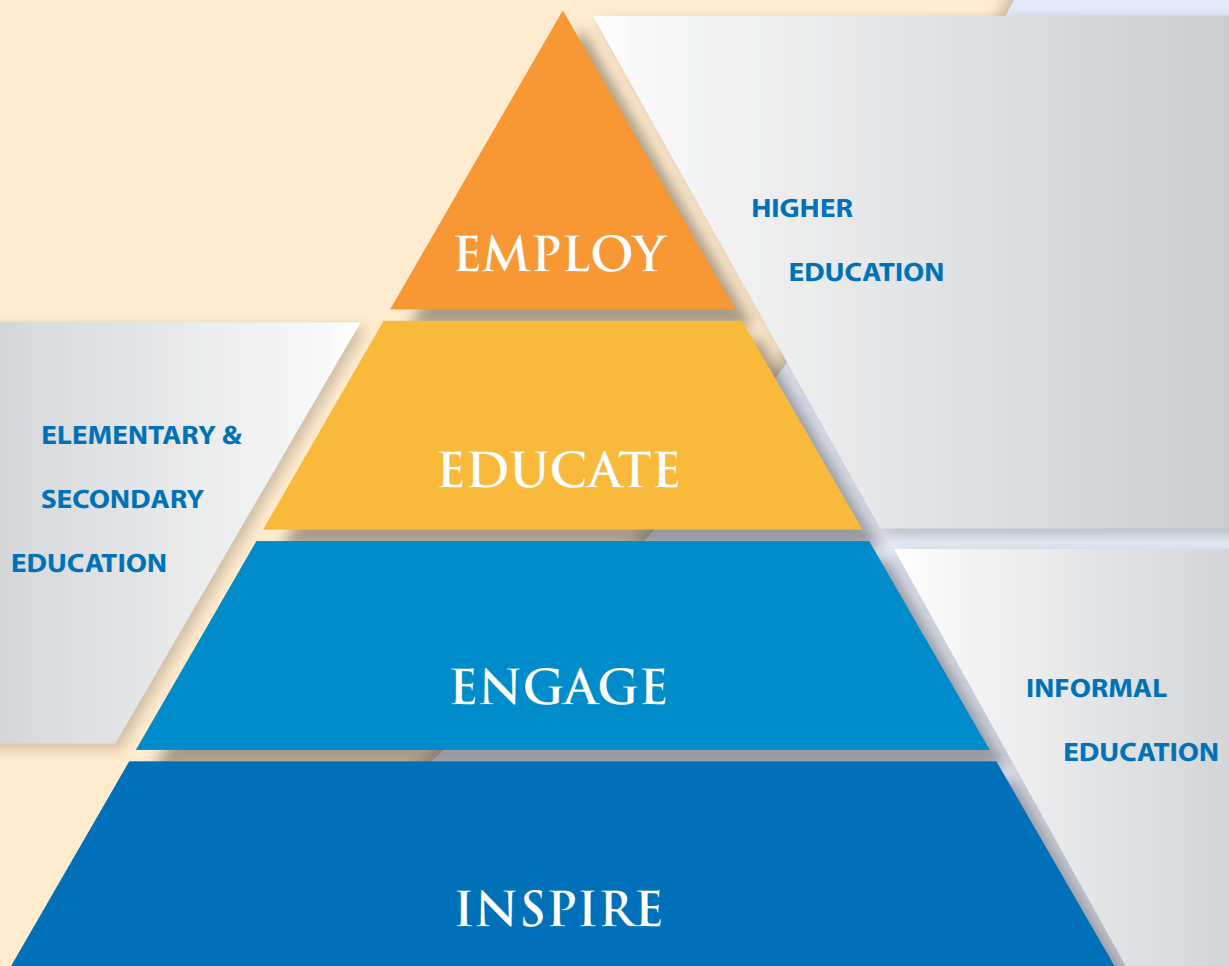 EMPLOY
HIGHER
EDUCATION
EDUCATE
ELEMENTARY &
SECONDARY
EDUCATION
ENGAGE
INFORMAL
EDUCATION
INSPIRE